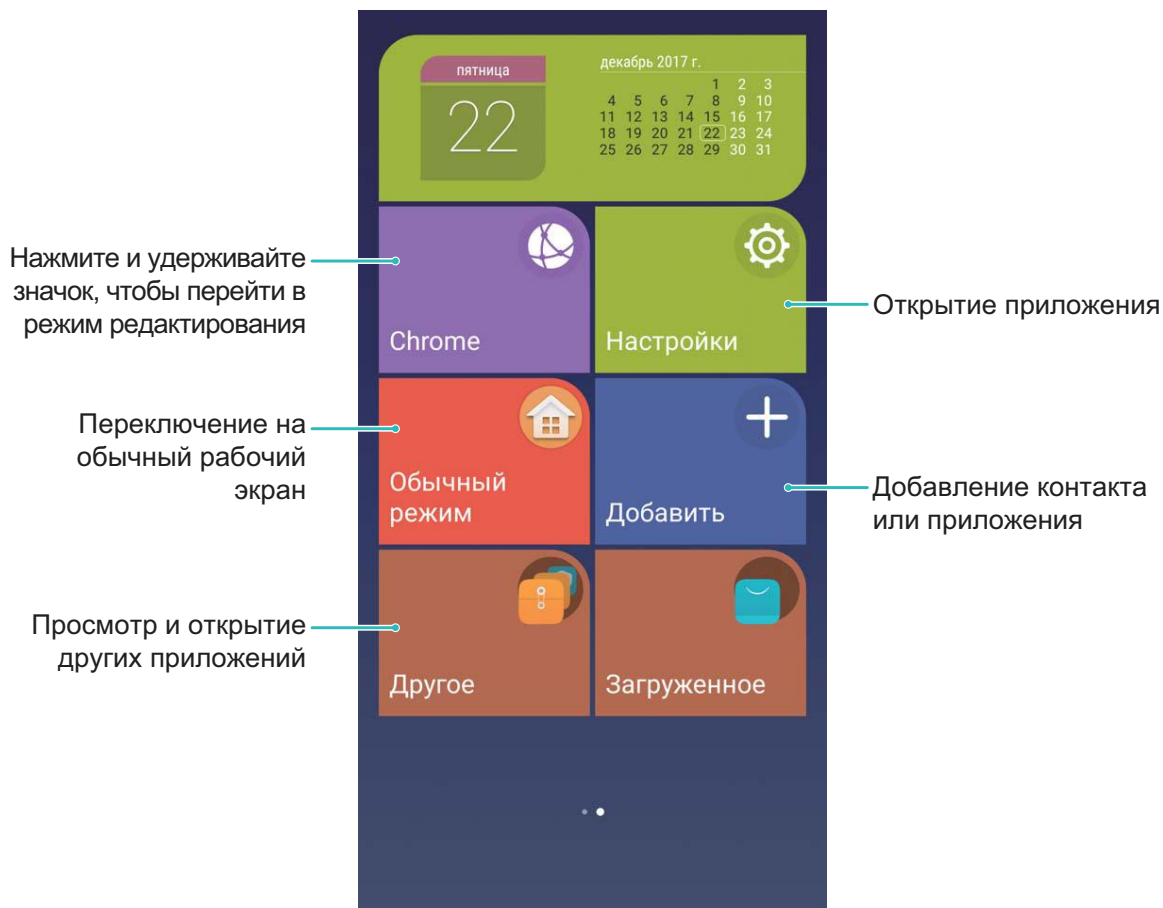 пятница
22
декабрь 2017 г.
1 2 3
4 5 6 7 8 9 10
11 12 13 14 15 16 17
18 19 20 21 22 23 24
25 26 27 28 29 30 31
Нажмите и удерживайте
значок, чтобы перейти в
режим редактирования
Chrome
Настройки
Открытие приложения
Переключение на
обычный рабочий
экран
Обычный
режим
Добавить
Добавление контакта
или приложения
Просмотр и открытие
других приложений
Другое
Загруженное